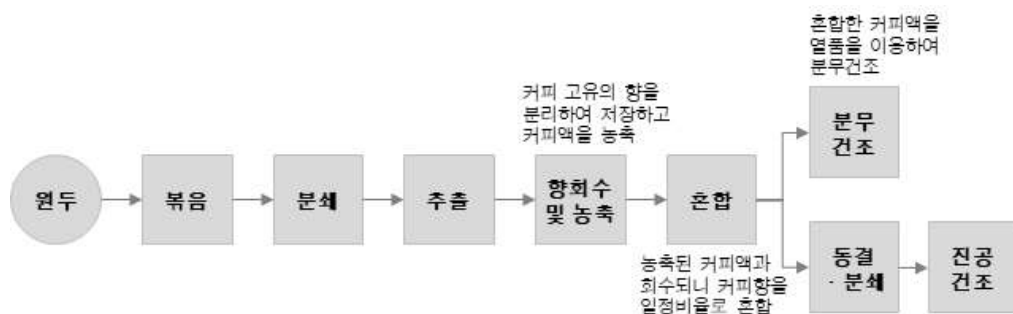 혼합한 커피액을
열풍을 이용하여
분무건조
커피 고유의 향을
분리하여 저장하고
커피액을 농축
분무
건조
원두
볶음
분쇄
추출
향회수
및 농축
혼합
농축된 커피액과
회수되니 커피향을
일정비율로 혼합
동결
·분쇄
진공
건조